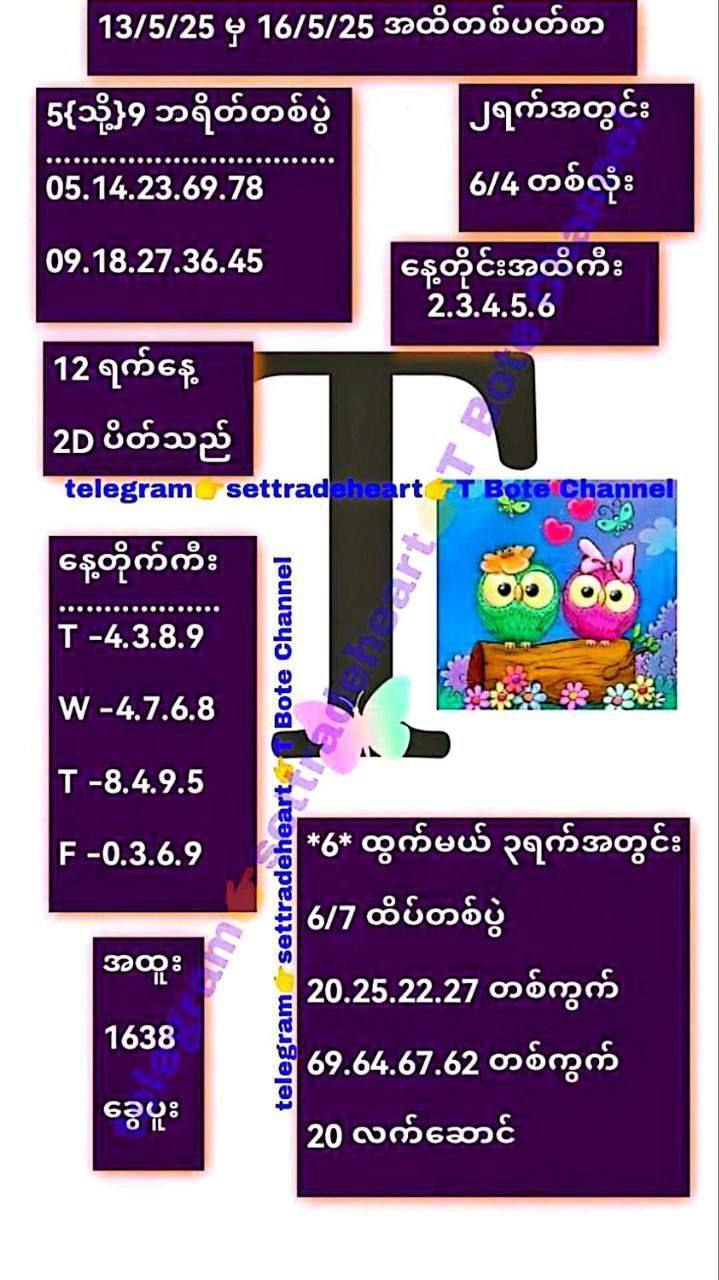 13/5/25 မှ 16/5/25 အထိတစ်ပတ်စာ
5{သို့}9 ဘရိတ်တစ်ပွဲ
..................................
05.14.23.69.78
09.18.27.36.45
၂ရက်အတွင်း
6/4 တစ်လုံး
နေ့တိုင်းအထိကီး
2.3.4.5.6
12 ရက်နေ့
2D ပိတ်သည်
T
telegram👉settradeheart👉T Bote Channel
နေ့တိုက်ကီး
...................
T -4.3.8.9
W -4.7.6.8
T -8.4.9.5
F -0.3.6.9
telegram👉settradeheart👉T Bote Channel
telegram👉settradeheart👉T Bote Channel
*6* ထွက်မယ် ၃ရက်အတွင်း
6/7 ထိပ်တစ်ပွဲ
20.25.22.27 တစ်ကွက်
69.64.67.62 တစ်ကွက်
20 လက်ဆောင်
အထူး
1638
ခွေပူး